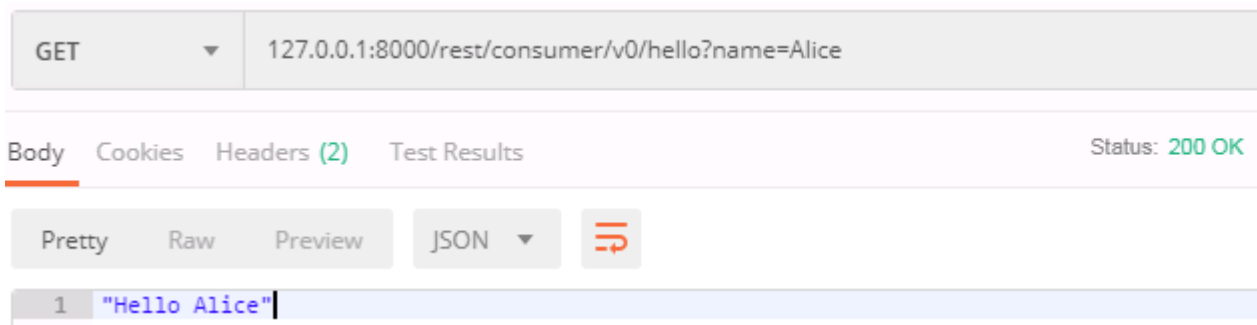 GET 127.0.0.1:8000/rest/consumer/v0/hello?name=Alice
Body Cookies Headers (2) Test Results Status: 200 OK
Pretty Raw Preview JSON
1 "Hello Alice"